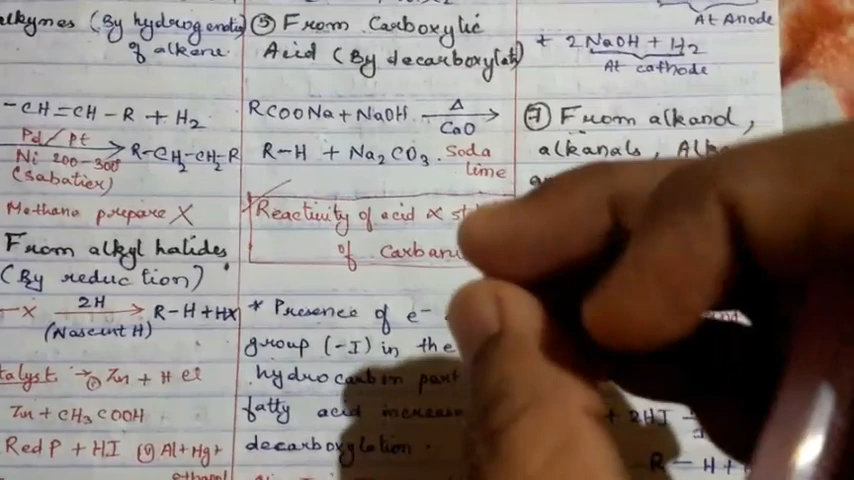 alkynes (By hydrogenation
of alkene.
-CH=CH-R + H2
Pd/Pt
Ni 200-300°
(Sabatier)
R-CH2-CH2-R
Methane prepare X
From alkyl halides
(By reduction)
-X 2H → R-H + HX
(Nascent H)
Zn + HCl
Zn + CH3COOH
Red P + HI Al + Hg +
ethanol
⑤ From Carboxylic
Acid (By decarboxylatn)
RCOONa + NaOH Δ → CaO
R-H + Na2CO3. Soda
lime
Reactivity of acid ∝
of
* Presence of e-
group (-I) in the
hydrocarbon part
fatty acid increase
decarboxylation.
At Anode
+ 2NaOH + H2
At cathode
⑦ From alkanol,
alkanals,
+ 2HI
R-H +